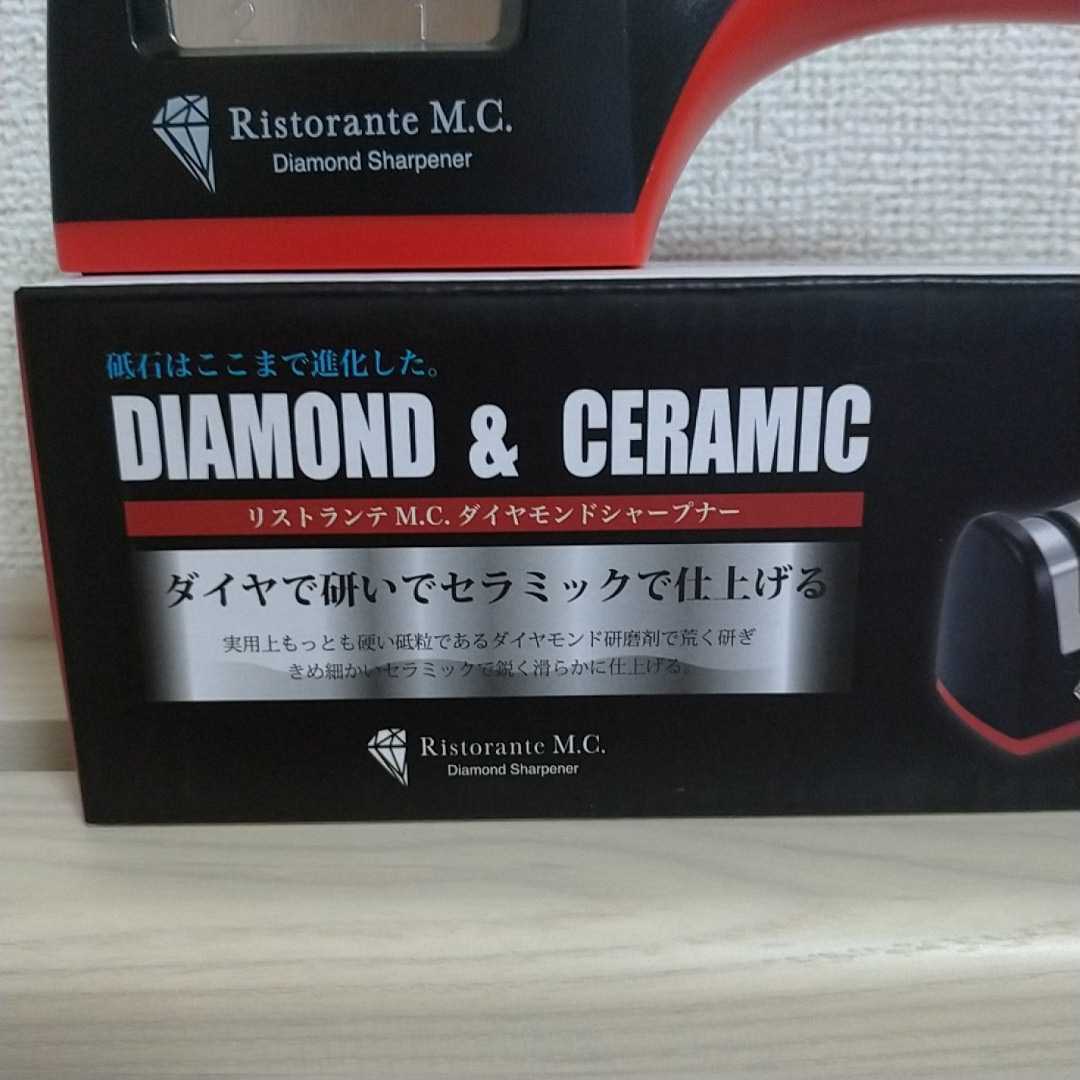 2 1
Ristorante M.C.
Diamond Sharpener
砥石はここまで進化した。
DIAMOND & CERAMIC
リストランテ M.C. ダイヤモンドシャープナー
ダイヤで研いでセラミックで仕上げる
実用上もっとも硬い砥粒であるダイヤモンド研磨剤で荒く研ぎ
きめ細かいセラミックで鋭く滑らかに仕上げる。
Ristorante M.C.
Diamond Sharpener